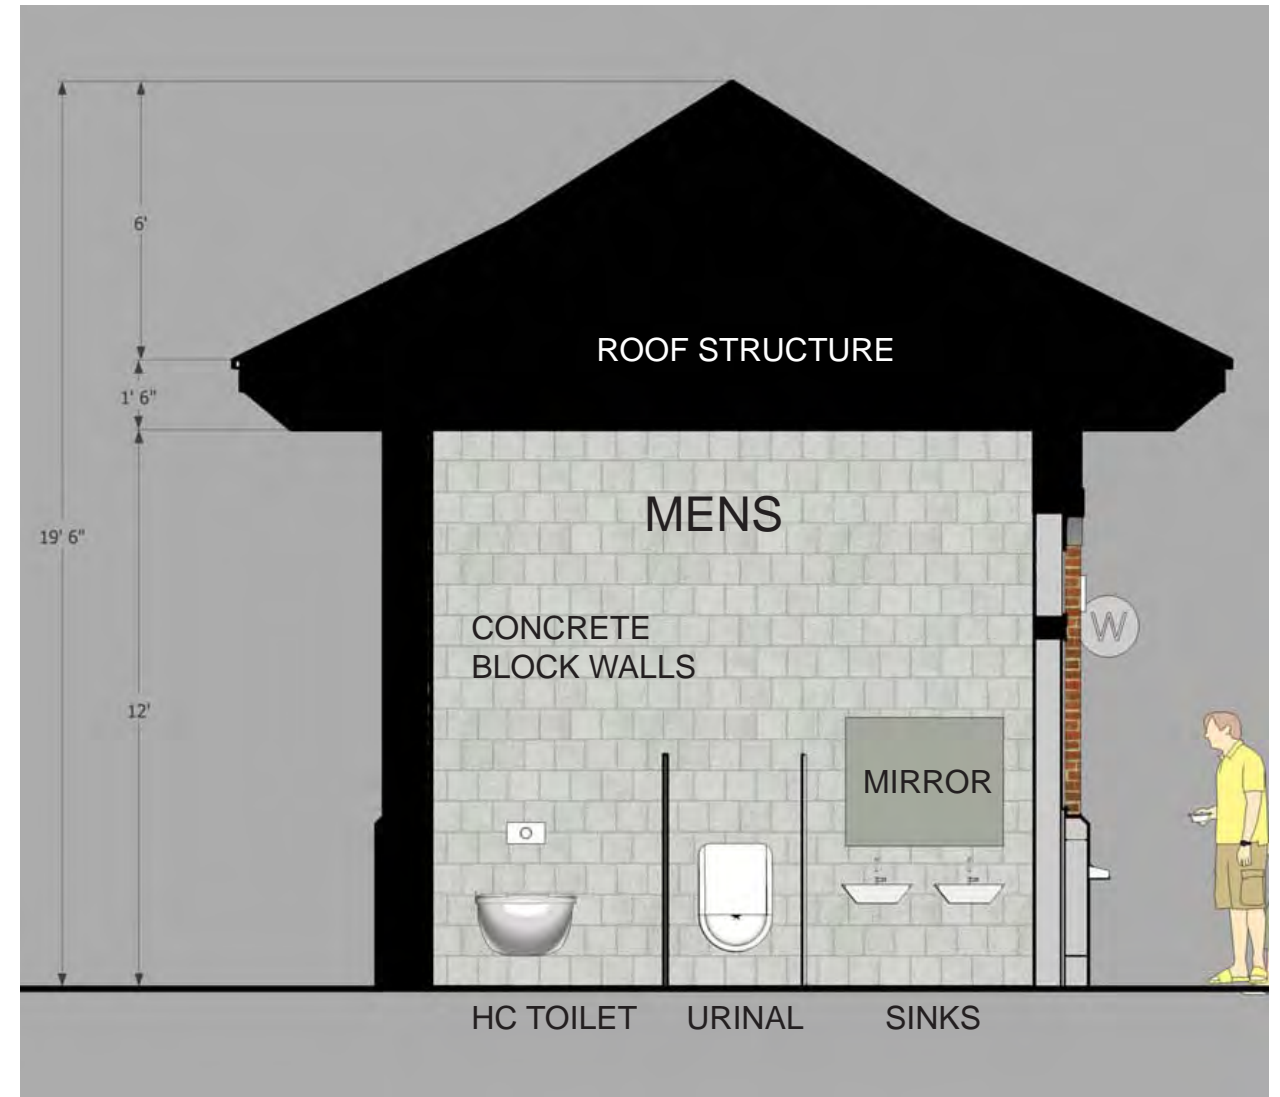 6'
ROOF STRUCTURE
1' 6"
MENS
19' 6"
CONCRETE
BLOCK WALLS
W
12'
MIRROR
HC TOILET
URINAL
SINKS